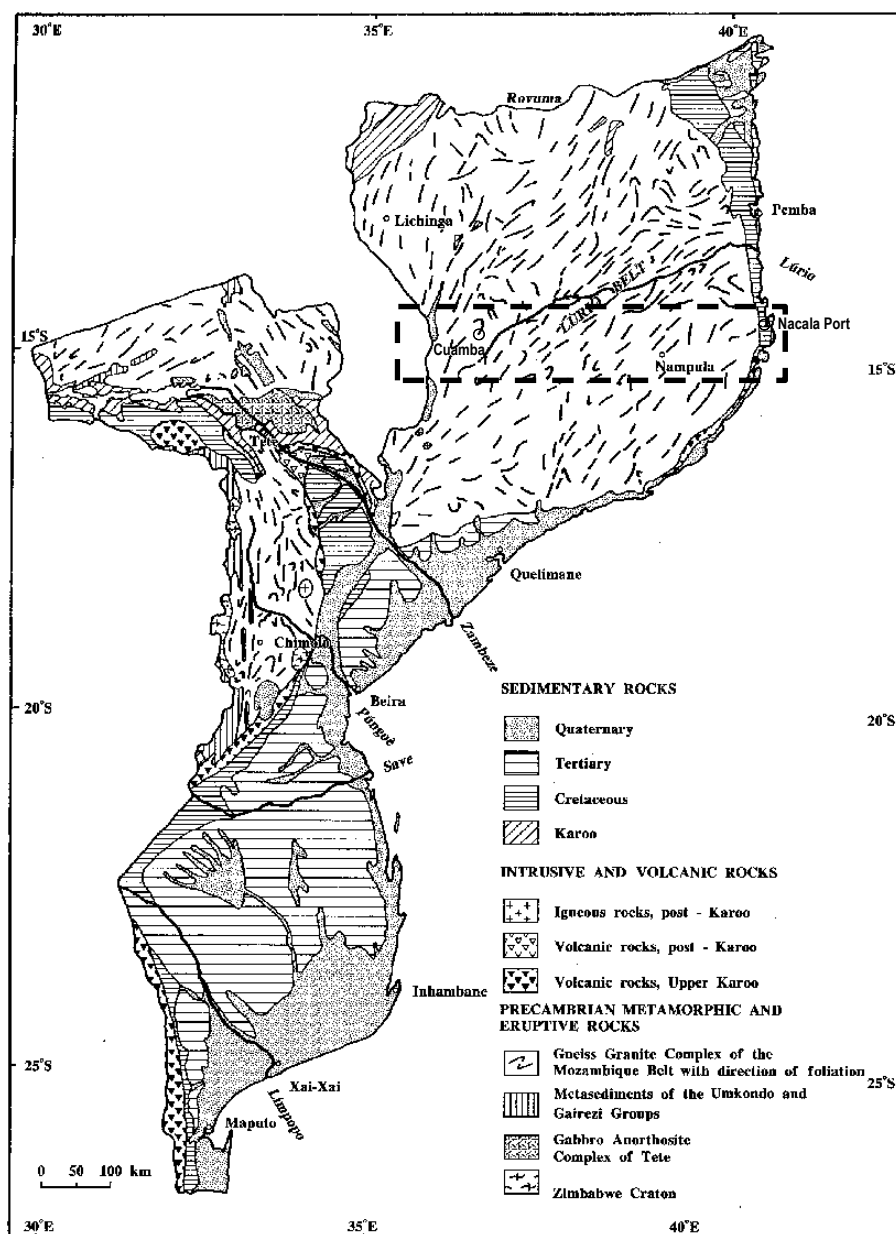 30°E
35°E
40°E
Rovuma
Lichinga
Pemba
Lúrio
LURIO BELT
Nacala Port
Cuamba
15°S
15°S
Nampula
Tete
Quelimane
Zambeze
Chimoio
Beira
Púngoè
Save
20°S
20°S
Inhambane
25°S
25°S
Xai-Xai
Limpopo
Maputo
0 50 100 km
30°E
35°E
40°E
SEDIMENTARY ROCKS
Quaternary
Tertiary
Cretaceous
Karoo
INTRUSIVE AND VOLCANIC ROCKS
Igneous rocks, post - Karoo
Volcanic rocks, post - Karoo
Volcanic rocks, Upper Karoo
PRECAMBRIAN METAMORPHIC AND
ERUPTIVE ROCKS
Gneiss Granite Complex of the
Mozambique Belt with direction of foliation
Metasediments of the Umkondo and
Gairezi Groups
Gabbro Anorthosite
Complex of Tete
Zimbabwe Craton